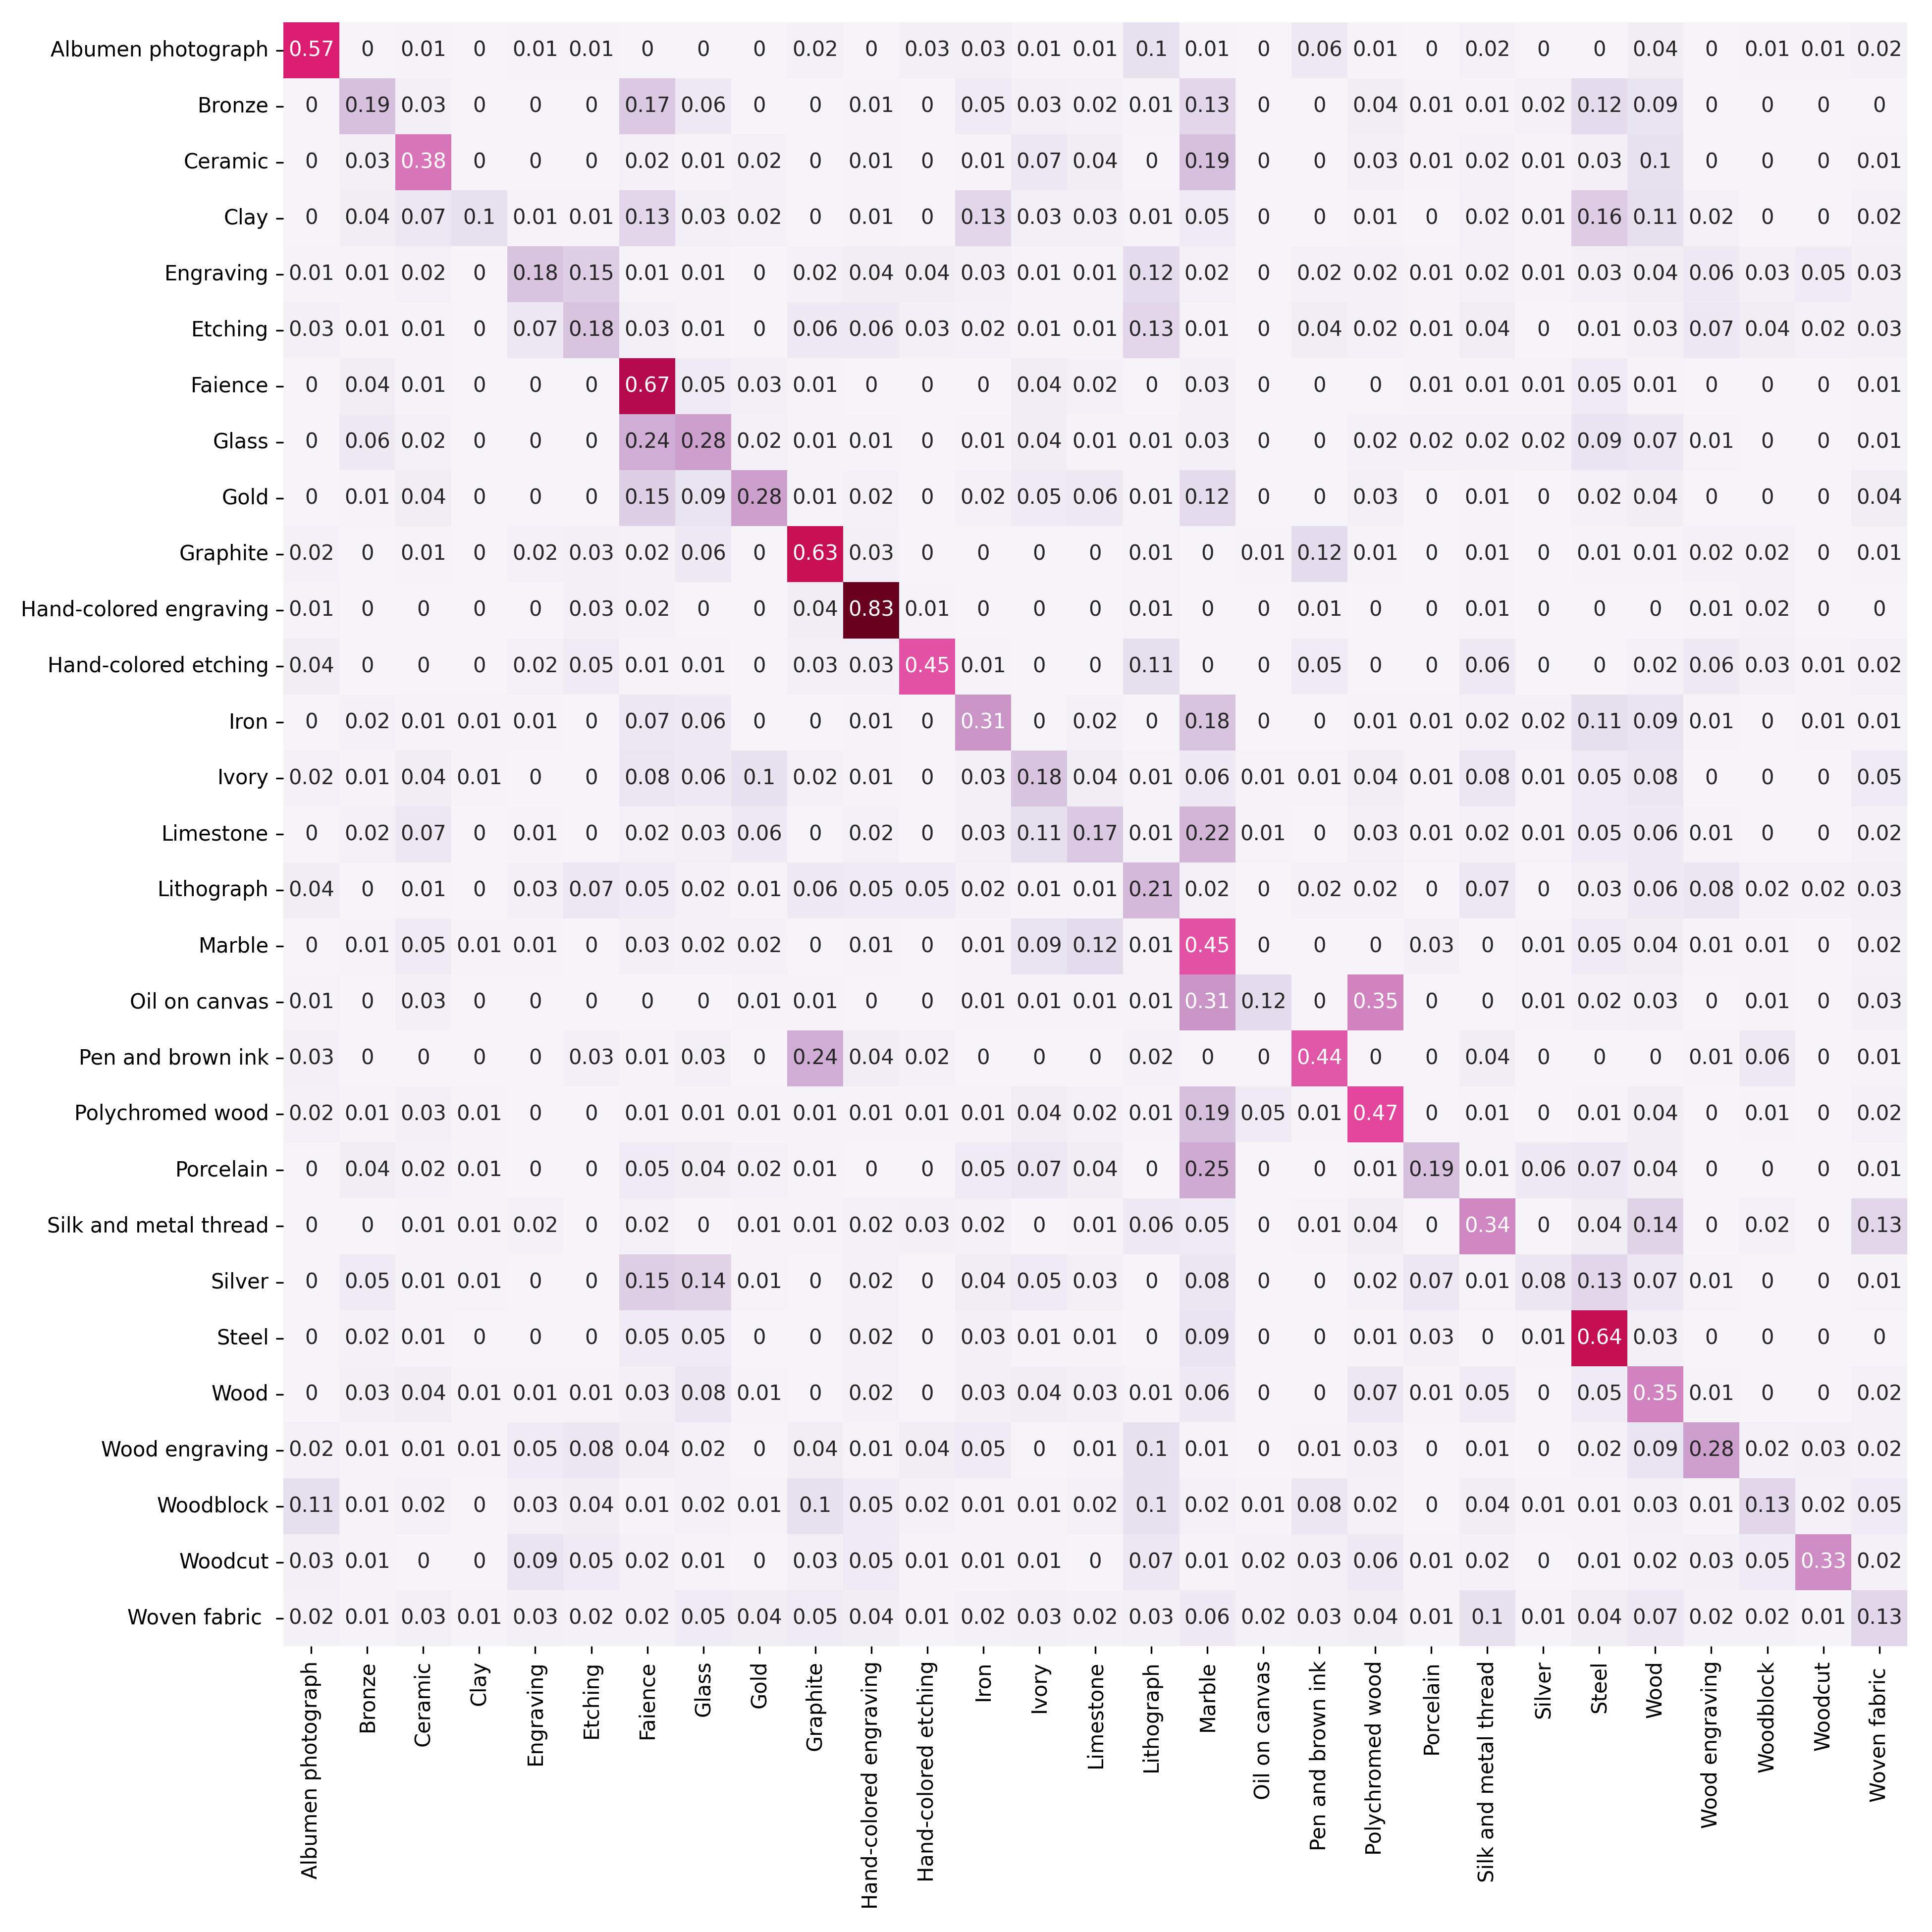 Albumen photograph 0.57 0 0.01 0 0.01 0.01 0 0 0 0.02 0 0.03 0.03 0.01 0.01 0.1 0.01 0 0.06 0.01 0 0.02 0 0 0.04 0 0.01 0.01 0.02
Bronze 0 0.19 0.03 0 0 0 0.17 0.06 0 0 0.01 0 0.05 0.03 0.02 0.01 0.13 0 0 0.04 0.01 0.01 0.02 0.12 0.09 0 0 0 0
Ceramic 0 0.03 0.38 0 0 0 0.02 0.01 0.02 0 0.01 0 0.01 0.07 0.04 0 0.19 0 0 0.03 0.01 0.02 0.01 0.03 0.1 0 0 0 0.01
Clay 0 0.04 0.07 0.1 0.01 0.01 0.13 0.03 0.02 0 0.01 0 0.13 0.03 0.03 0.01 0.05 0 0 0.01 0 0.02 0.01 0.16 0.11 0.02 0 0 0.02
Engraving 0.01 0.01 0.02 0 0.18 0.15 0.01 0.01 0 0.02 0.04 0.04 0.03 0.01 0.01 0.12 0.02 0 0.02 0.02 0.01 0.02 0.01 0.03 0.04 0.06 0.03 0.05 0.03
Etching 0.03 0.01 0.01 0 0.07 0.18 0.03 0.01 0 0.06 0.06 0.03 0.02 0.01 0.01 0.13 0.01 0 0.04 0.02 0.01 0.04 0 0.01 0.03 0.07 0.04 0.02 0.03
Faience 0 0.04 0.01 0 0 0 0.67 0.05 0.03 0.01 0 0 0 0.04 0.02 0 0.03 0 0 0 0.01 0.01 0.01 0.05 0.01 0 0 0 0.01
Glass 0 0.06 0.02 0 0 0 0.24 0.28 0.02 0.01 0.01 0 0.01 0.04 0.01 0.01 0.03 0 0 0.02 0.02 0.02 0.02 0.09 0.07 0.01 0 0 0.01
Gold 0 0.01 0.04 0 0 0 0.15 0.09 0.28 0.01 0.02 0 0.02 0.05 0.06 0.01 0.12 0 0 0.03 0 0.01 0 0.02 0.04 0 0 0 0.04
Graphite 0.02 0 0.01 0 0.02 0.03 0.02 0.06 0 0.63 0.03 0 0 0 0 0.01 0 0.01 0.12 0.01 0 0.01 0 0.01 0.01 0.02 0.02 0 0.01
Hand-colored engraving 0.01 0 0 0 0 0.03 0.02 0 0 0.04 0.83 0.01 0 0 0 0.01 0 0 0.01 0 0 0.01 0 0 0 0.01 0.02 0 0
Hand-colored etching 0.04 0 0 0 0.02 0.05 0.01 0.01 0 0.03 0.03 0.45 0.01 0 0 0.11 0 0 0.05 0 0 0.06 0 0 0.02 0.06 0.03 0.01 0.02
Iron 0 0.02 0.01 0.01 0.01 0 0.07 0.06 0 0 0.01 0 0.31 0 0.02 0 0.18 0 0 0.01 0.01 0.02 0.02 0.11 0.09 0.01 0 0.01 0.01
Ivory 0.02 0.01 0.04 0.01 0 0 0.08 0.06 0.1 0.02 0.01 0 0.03 0.18 0.04 0.01 0.06 0.01 0.01 0.04 0.01 0.08 0.01 0.05 0.08 0 0 0 0.05
Limestone 0 0.02 0.07 0 0.01 0 0.02 0.03 0.06 0 0.02 0 0.03 0.11 0.17 0.01 0.22 0.01 0 0.03 0.01 0.02 0.01 0.05 0.06 0.01 0 0 0.02
Lithograph 0.04 0 0.01 0 0.03 0.07 0.05 0.02 0.01 0.06 0.05 0.05 0.02 0.01 0.01 0.21 0.02 0 0.02 0.02 0 0.07 0 0.03 0.06 0.08 0.02 0.02 0.03
Marble 0 0.01 0.05 0.01 0.01 0 0.03 0.02 0.02 0 0.01 0 0.01 0.09 0.12 0.01 0.45 0 0 0 0.03 0 0.01 0.05 0.04 0.01 0.01 0 0.02
Oil on canvas 0.01 0 0.03 0 0 0 0 0 0.01 0.01 0 0 0.01 0.01 0.01 0.01 0.31 0.12 0 0.35 0 0 0.01 0.02 0.03 0 0.01 0 0.03
Pen and brown ink 0.03 0 0 0 0 0.03 0.01 0.03 0 0.24 0.04 0.02 0 0 0 0.02 0 0 0.44 0 0 0.04 0 0 0 0.01 0.06 0 0.01
Polychromed wood 0.02 0.01 0.03 0.01 0 0 0.01 0.01 0.01 0.01 0.01 0.01 0.01 0.04 0.02 0.01 0.19 0.05 0.01 0.47 0 0.01 0 0.01 0.04 0 0.01 0 0.02
Porcelain 0 0.04 0.02 0.01 0 0 0.05 0.04 0.02 0.01 0 0 0.05 0.07 0.04 0 0.25 0 0 0.01 0.19 0.01 0.06 0.07 0.04 0 0 0 0.01
Silk and metal thread 0 0 0.01 0.01 0.02 0 0.02 0 0.01 0.01 0.02 0.03 0.02 0 0.01 0.06 0.05 0 0.01 0.04 0 0.34 0 0.04 0.14 0 0.02 0 0.13
Silver 0 0.05 0.01 0.01 0 0 0.15 0.14 0.01 0 0.02 0 0.04 0.05 0.03 0 0.08 0 0 0.02 0.07 0.01 0.08 0.13 0.07 0.01 0 0 0.01
Steel 0 0.02 0.01 0 0 0 0.05 0.05 0 0 0.02 0 0.03 0.01 0.01 0 0.09 0 0 0.01 0.03 0 0.01 0.64 0.03 0 0 0 0
Wood 0 0.03 0.04 0.01 0.01 0.01 0.03 0.08 0.01 0 0.02 0 0.03 0.04 0.03 0.01 0.06 0 0 0.07 0.01 0.05 0 0.05 0.35 0.01 0 0 0.02
Wood engraving 0.02 0.01 0.01 0.01 0.05 0.08 0.04 0.02 0 0.04 0.01 0.04 0.05 0 0.01 0.1 0.01 0 0.01 0.03 0 0.01 0 0.02 0.09 0.28 0.02 0.03 0.02
Woodblock 0.11 0.01 0.02 0 0.03 0.04 0.01 0.02 0.01 0.1 0.05 0.02 0.01 0.01 0.02 0.1 0.02 0.01 0.08 0.02 0 0.04 0.01 0.01 0.03 0.01 0.13 0.02 0.05
Woodcut 0.03 0.01 0 0 0.09 0.05 0.02 0.01 0 0.03 0.05 0.01 0.01 0.01 0 0.07 0.01 0.02 0.03 0.06 0.01 0.02 0 0.01 0.02 0.03 0.05 0.33 0.02
Woven fabric 0.02 0.01 0.03 0.01 0.03 0.02 0.02 0.05 0.04 0.05 0.04 0.01 0.02 0.03 0.02 0.03 0.06 0.02 0.03 0.04 0.01 0.1 0.01 0.04 0.07 0.02 0.02 0.01 0.13
Albumen photograph
Bronze
Ceramic
Clay
Engraving
Etching
Faience
Glass
Gold
Graphite
Hand-colored engraving
Hand-colored etching
Iron
Ivory
Limestone
Lithograph
Marble
Oil on canvas
Pen and brown ink
Polychromed wood
Porcelain
Silk and metal thread
Silver
Steel
Wood
Wood engraving
Woodblock
Woodcut
Woven fabric